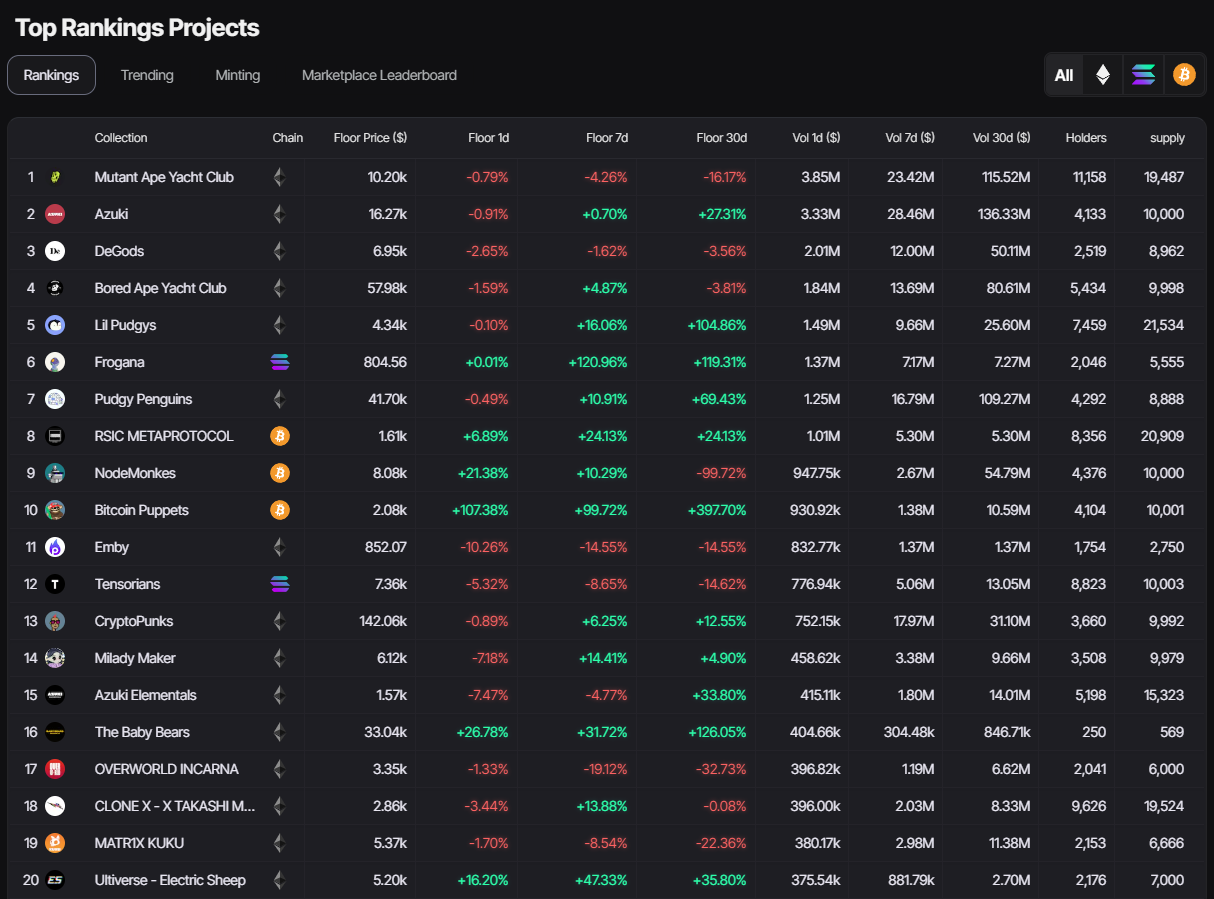 Top Rankings Projects
Rankings Trending Minting Marketplace Leaderboard All
Collection Chain Floor Price ($) Floor 1d Floor 7d Floor 30d Vol 1d ($) Vol 7d ($) Vol 30d ($) Holders supply
1 Mutant Ape Yacht Club 10.20k -0.79% -4.26% -16.17% 3.85M 23.42M 115.52M 11,158 19,487
2 Azuki 16.27k -0.91% +0.70% +27.31% 3.33M 28.46M 136.33M 4,133 10,000
3 De DeGods 6.95k -2.65% -1.62% -3.56% 2.01M 12.00M 50.11M 2,519 8,962
4 Bored Ape Yacht Club 57.98k -1.59% +4.87% -3.81% 1.84M 13.69M 80.61M 5,434 9,998
5 Lil Pudgys 4.34k -0.10% +16.06% +104.86% 1.49M 9.66M 25.60M 7,459 21,534
6 Frogana 804.56 +0.01% +120.96% +119.31% 1.37M 7.17M 7.27M 2,046 5,555
7 Pudgy Penguins 41.70k -0.49% +10.91% +69.43% 1.25M 16.79M 109.27M 4,292 8,888
8 RSIC METAPROTOCOL 1.61k +6.89% +24.13% +24.13% 1.01M 5.30M 5.30M 8,356 20,909
9 NodeMonkes 8.08k +21.38% +10.29% -99.72% 947.75k 2.67M 54.79M 4,376 10,000
10 Bitcoin Puppets 2.08k +107.38% +99.72% +397.70% 930.92k 1.38M 10.59M 4,104 10,001
11 Emby 852.07 -10.26% -14.55% -14.55% 832.77k 1.37M 1.37M 1,754 2,750
12 T Tensorians 7.36k -5.32% -8.65% -14.62% 776.94k 5.06M 13.05M 8,823 10,003
13 CryptoPunks 142.06k -0.89% +6.25% +12.55% 752.15k 17.97M 31.10M 3,660 9,992
14 Milady Maker 6.12k -7.18% +14.41% +4.90% 458.62k 3.38M 9.66M 3,508 9,979
15 Azuki Elementals 1.57k -7.47% -4.77% +33.80% 415.11k 1.80M 14.01M 5,198 15,323
16 The Baby Bears 33.04k +26.78% +31.72% +126.05% 404.66k 304.48k 846.71k 250 569
17 OVERWORLD INCARNA 3.35k -1.33% -19.12% -32.73% 396.82k 1.19M 6.62M 2,041 6,000
18 CLONE X - X TAKASHI M... 2.86k -3.44% +13.88% -0.08% 396.00k 2.03M 8.33M 9,626 19,524
19 MATR1X KUKU 5.37k -1.70% -8.54% -22.36% 380.17k 2.98M 11.38M 2,153 6,666
20 ES Ultiverse - Electric Sheep 5.20k +16.20% +47.33% +35.80% 375.54k 881.79k 2.70M 2,176 7,000